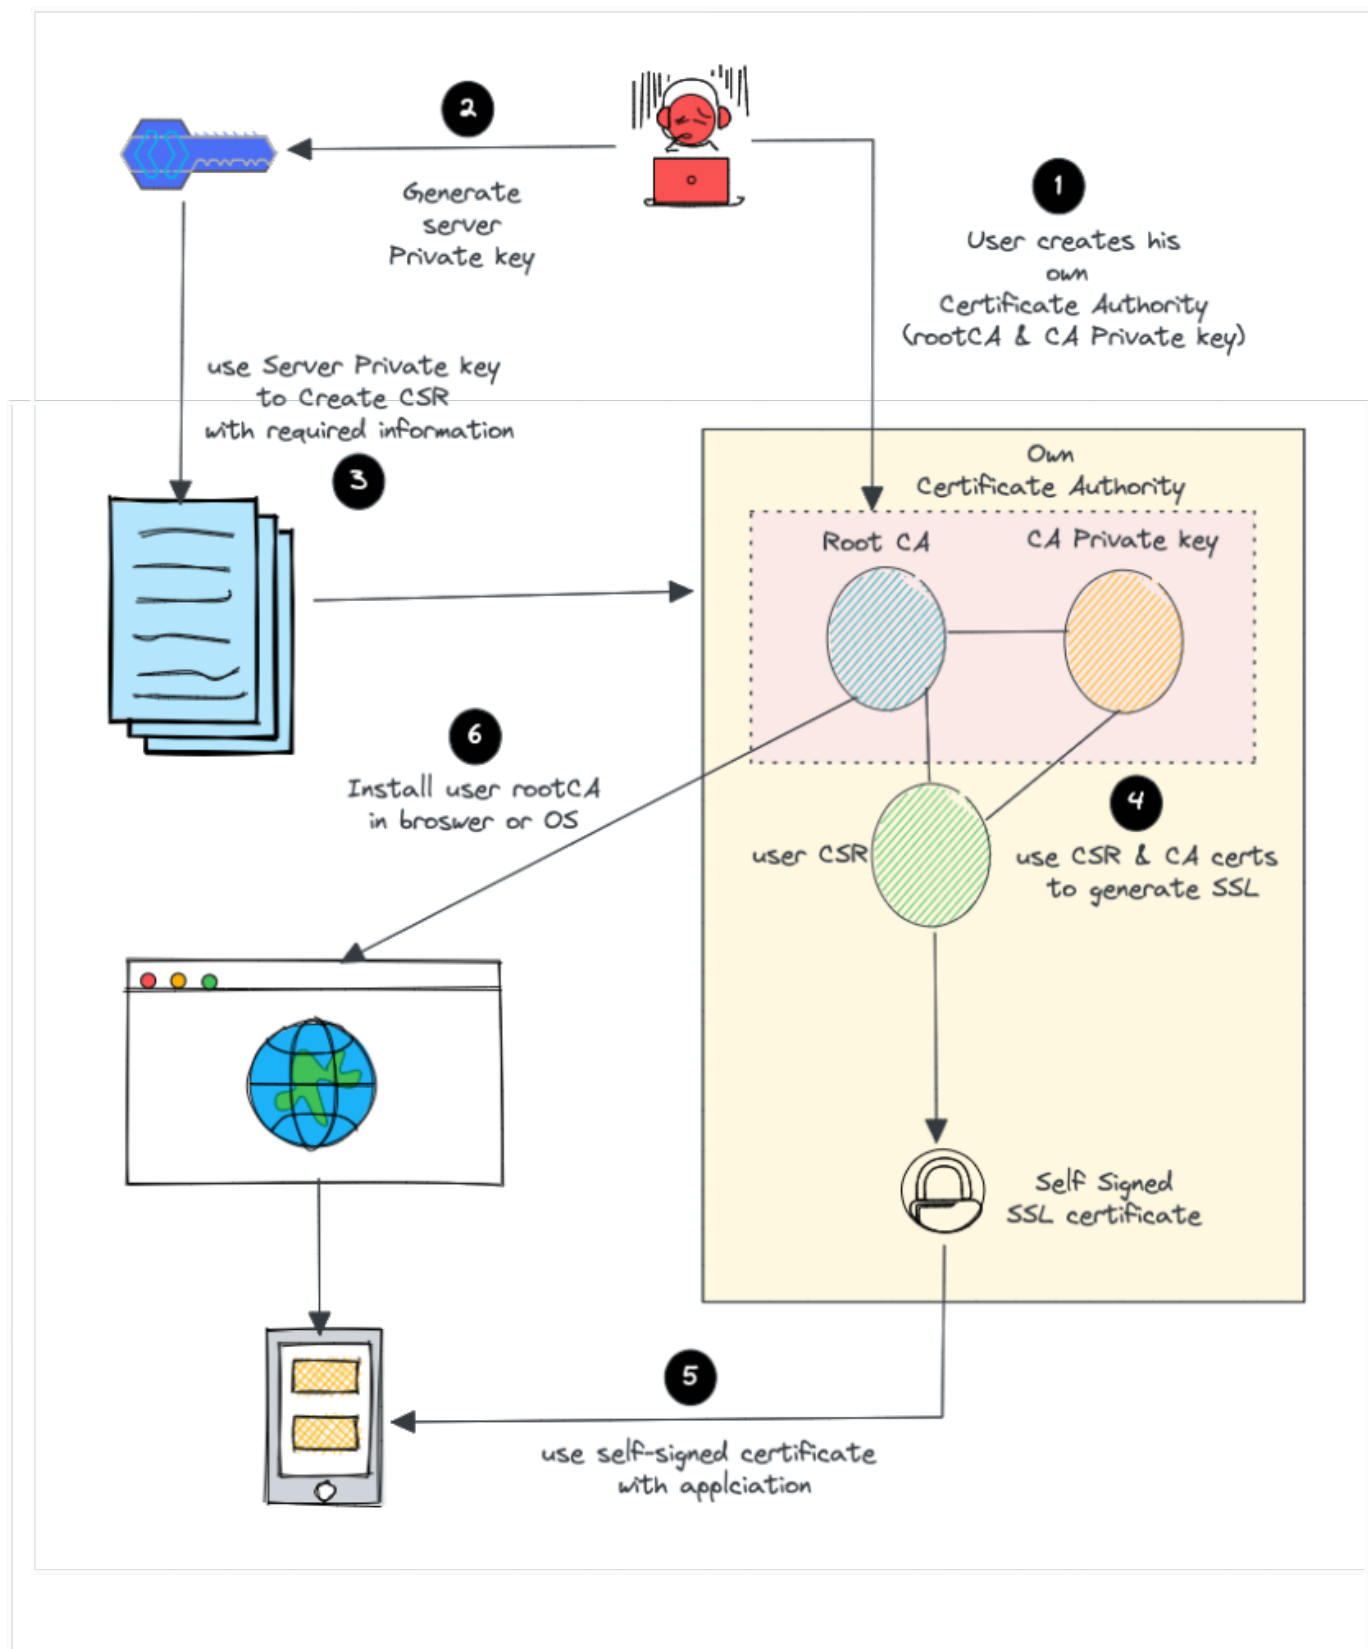 2
Generate
server
Private key
1
User creates his
own
Certificate Authority
(rootCA & CA Private key)
use Server Private key
to Create CSR
with required information
3
Own
Certificate Authority
Root CA
CA Private key
6
Install user rootCA
in broswer or OS
4
user CSR
use CSR & CA certs
to generate SSL
Self Signed
SSL certificate
5
use self-signed certificate
with applciation